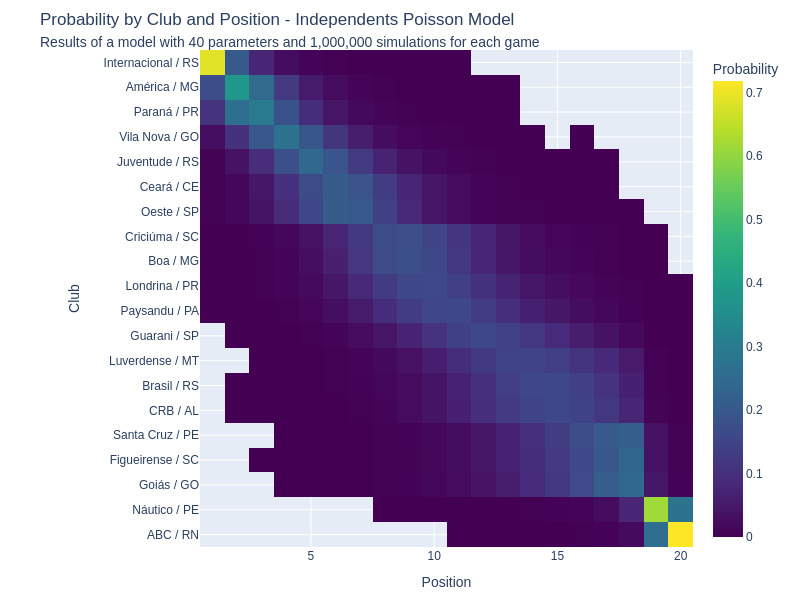 Probability by Club and Position - Independents Poisson Model
Results of a model with 40 parameters and 1,000,000 simulations for each game
Probability
Internacional / RS
América / MG
Paraná / PR
Vila Nova / GO
Juventude / RS
Ceará / CE
Oeste / SP
Criciúma / SC
Boa / MG
Londrina / PR
Paysandu / PA
Guarani / SP
Luverdense / MT
Brasil / RS
CRB / AL
Santa Cruz / PE
Figueirense / SC
Goiás / GO
Náutico / PE
ABC / RN
Club
5
10
15
20
Position
0.7
0.6
0.5
0.4
0.3
0.2
0.1
0